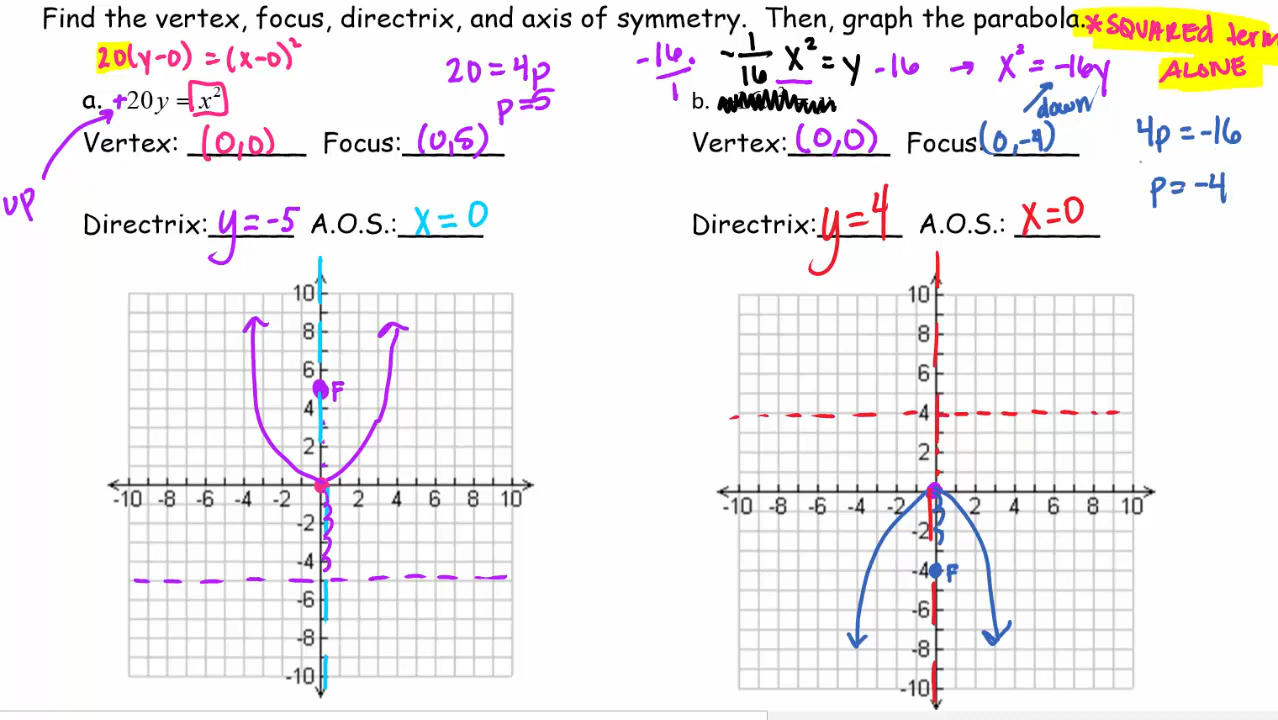 Find the vertex, focus, directrix, and axis of symmetry. Then, graph the parabola.
*SQUARED term
ALONE
20(y-0) = (x-0)²
20 = 4p
p = 5
a. +20y = x²
up
Vertex: (0,0) Focus: (0,5)
Directrix: y = -5 A.O.S.: x = 0
10
8
6
F
4
2
-10 -8 -6 -4 -2 2 4 6 8 10
-2
-4
-6
-8
-10
-16 · -1/16 x² = y · -16 → x² = -16y
1
down
b.
4p = -16
p = -4
Vertex: (0,0) Focus: (0,-4)
Directrix: y = 4 A.O.S.: x = 0
10
8
6
4
2
-10 -8 -6 -4 -2 2 4 6 8 10
-2
-4 F
-6
-8
-10